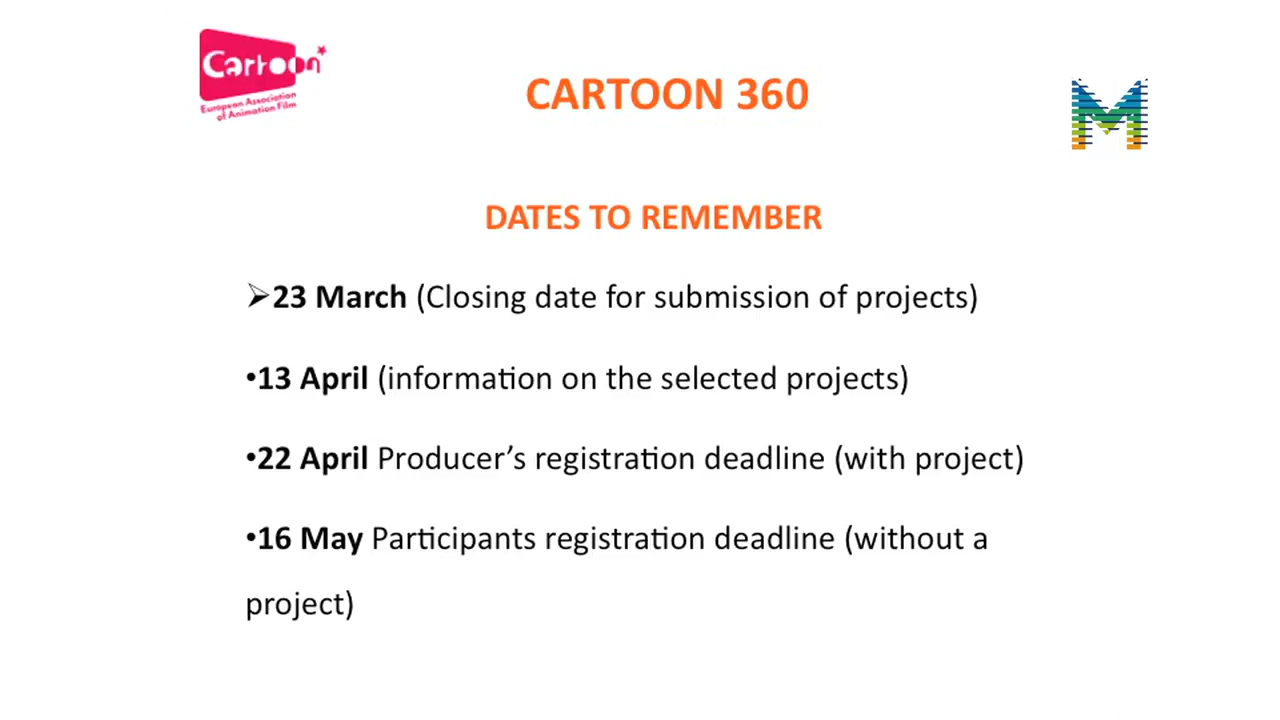 Cartoon
European Association
of Animation Film
CARTOON 360
M
DATES TO REMEMBER
➢23 March (Closing date for submission of projects)
•13 April (information on the selected projects)
•22 April Producer’s registration deadline (with project)
•16 May Participants registration deadline (without a
project)